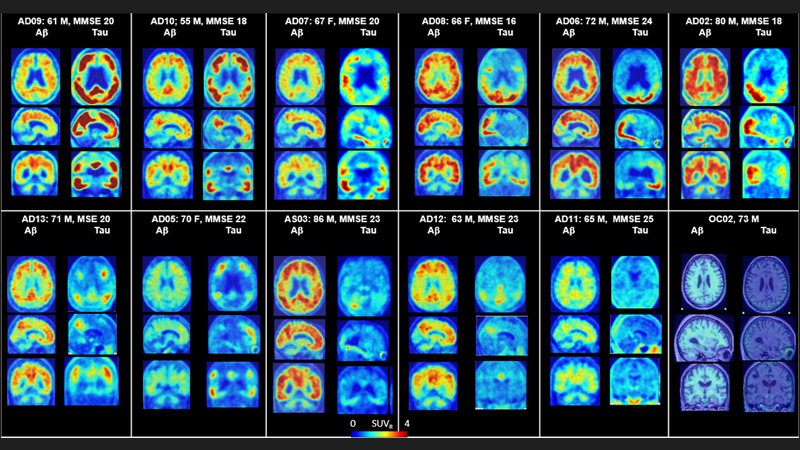 AD09: 61 M, MMSE 20
Aβ Tau
AD10; 55 M, MMSE 18
Aβ Tau
AD07: 67 F, MMSE 20
Aβ Tau
AD08: 66 F, MMSE 16
Aβ Tau
AD06: 72 M, MMSE 24
Aβ Tau
AD02: 80 M, MMSE 18
Aβ Tau
AD13: 71 M, MSE 20
Aβ Tau
AD05: 70 F, MMSE 22
Aβ Tau
AS03: 86 M, MMSE 23
Aβ Tau
AD12: 63 M, MMSE 23
Aβ Tau
AD11: 65 M, MMSE 25
Aβ Tau
OC02, 73 M
Aβ Tau
0 SUVR 4